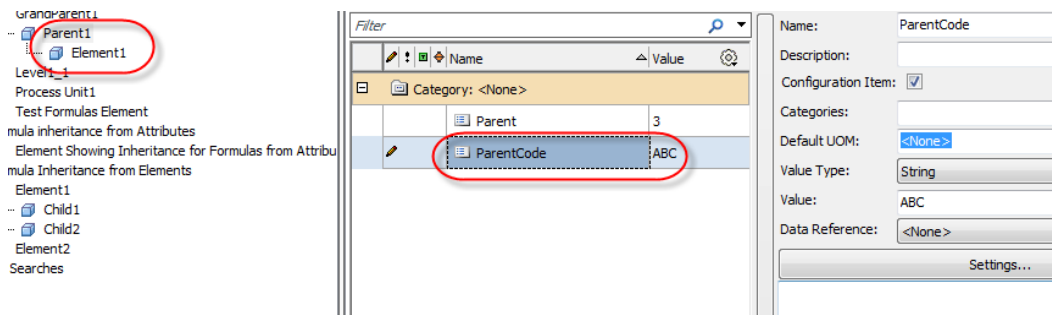 GrandParent1
Parent1
Element1
Level1_1
Process Unit1
Test Formulas Element
mula inheritance from Attributes
Element Showing Inheritance for Formulas from Attribu
mula Inheritance from Elements
Element1
Child1
Child2
Element2
Searches
Filter
Name Value
Category: <None>
Parent 3
ParentCode ABC
Name: ParentCode
Description:
Configuration Item:
Categories:
Default UOM: <None>
Value Type: String
Value: ABC
Data Reference: <None>
Settings...